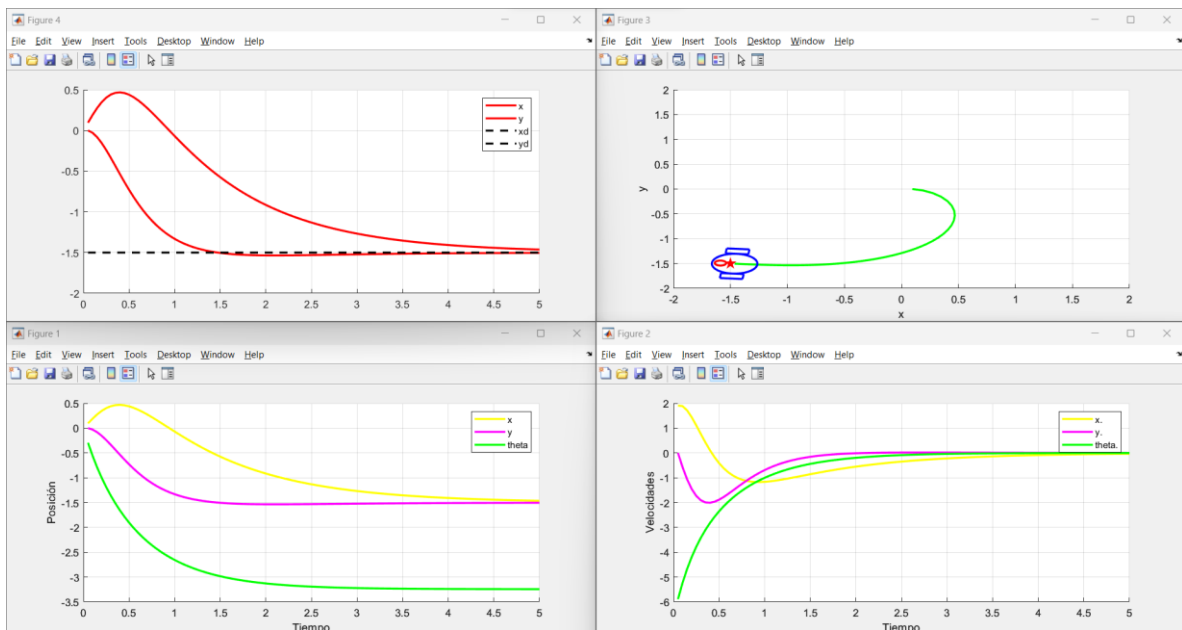 Figure 4
File Edit View Insert Tools Desktop Window Help
0.5
0
-0.5
-1
-1.5
-2
0 0.5 1 1.5 2 2.5 3 3.5 4 4.5 5
x
y
xd
yd
Figure 3
File Edit View Insert Tools Desktop Window Help
2
1.5
1
0.5
0
-0.5
-1
-1.5
-2
y
-2 -1.5 -1 -0.5 0 0.5 1 1.5 2
x
Figure 1
File Edit View Insert Tools Desktop Window Help
0.5
0
-0.5
-1
-1.5
-2
-2.5
-3
-3.5
Posición
0 0.5 1 1.5 2 2.5 3 3.5 4 4.5 5
Tiempo
x
y
theta
Figure 2
File Edit View Insert Tools Desktop Window Help
2
1
0
-1
-2
-3
-4
-5
-6
Velocidades
0 0.5 1 1.5 2 2.5 3 3.5 4 4.5 5
Tiempo
x.
y.
theta.